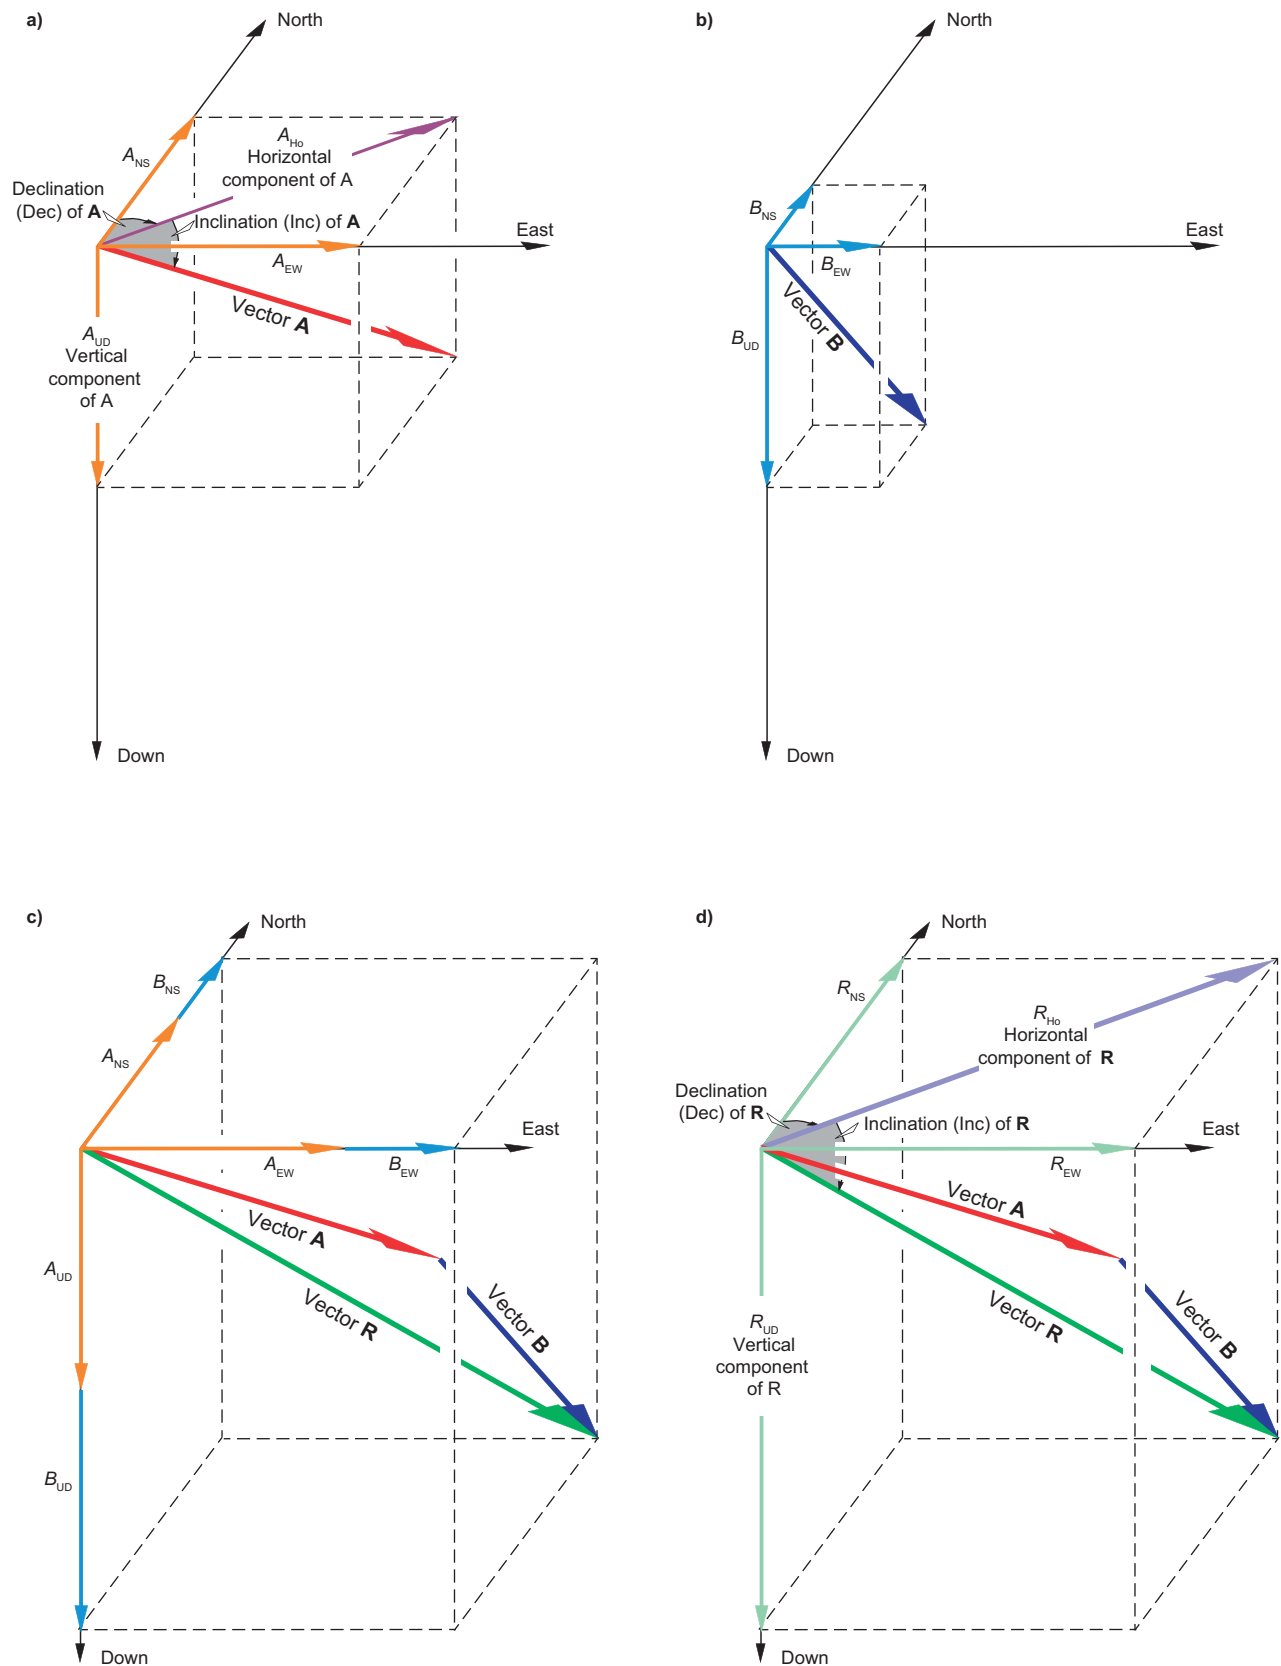 a)
North
A_Ho
Horizontal
component of A
A_NS
Declination
(Dec) of A
Inclination (Inc) of A
East
A_EW
Vector A
A_UD
Vertical
component
of A
Down
b)
North
B_NS
East
B_EW
Vector B
B_UD
Down
c)
North
B_NS
A_NS
East
A_EW
B_EW
Vector A
A_UD
Vector R
Vector B
B_UD
Down
d)
North
R_NS
R_Ho
Horizontal
component of R
Declination
(Dec) of R
Inclination (Inc) of R
East
R_EW
Vector A
R_UD
Vertical
component
of R
Vector R
Vector B
Down